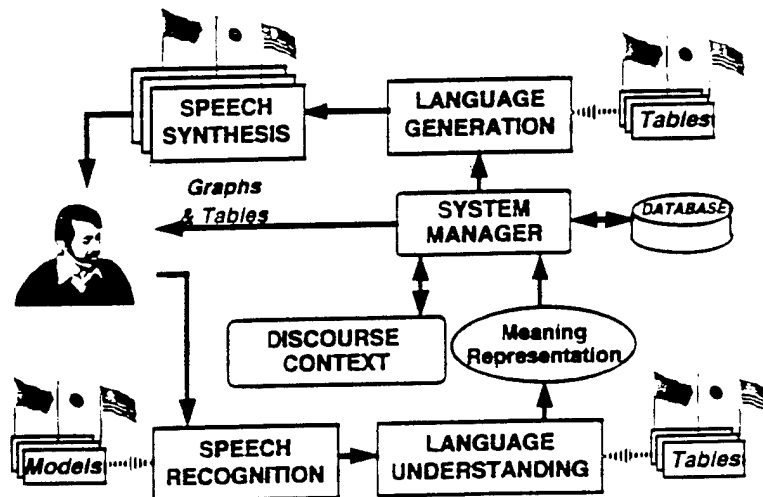 SPEECH
SYNTHESIS
LANGUAGE
GENERATION
Tables
Graphs
& Tables
SYSTEM
MANAGER
DATABASE
DISCOURSE
CONTEXT
Meaning
Representation
Models
SPEECH
RECOGNITION
LANGUAGE
UNDERSTANDING
Tables